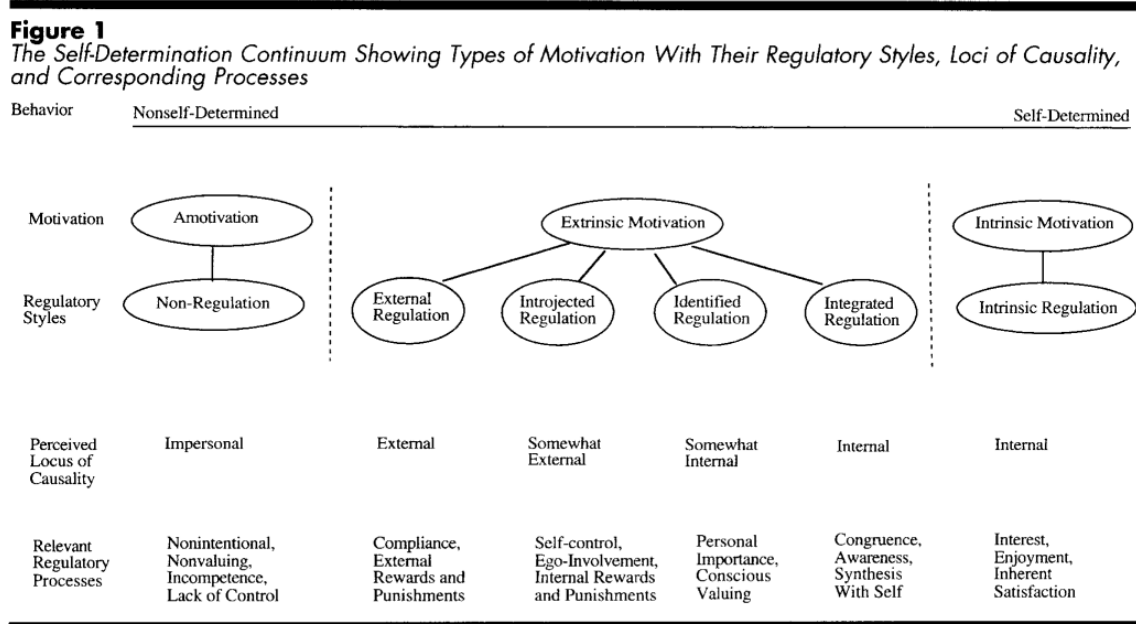 Figure 1
The Self-Determination Continuum Showing Types of Motivation With Their Regulatory Styles, Loci of Causality,
and Corresponding Processes
Behavior
Nonself-Determined
Self-Determined
Motivation
Amotivation
Extrinsic Motivation
Intrinsic Motivation
Regulatory
Styles
Non-Regulation
External
Regulation
Introjected
Regulation
Identified
Regulation
Integrated
Regulation
Intrinsic Regulation
Perceived
Locus of
Causality
Impersonal
External
Somewhat
External
Somewhat
Internal
Internal
Internal
Relevant
Regulatory
Processes
Nonintentional,
Nonvaluing,
Incompetence,
Lack of Control
Compliance,
External
Rewards and
Punishments
Self-control,
Ego-Involvement,
Internal Rewards
and Punishments
Personal
Importance,
Conscious
Valuing
Congruence,
Awareness,
Synthesis
With Self
Interest,
Enjoyment,
Inherent
Satisfaction